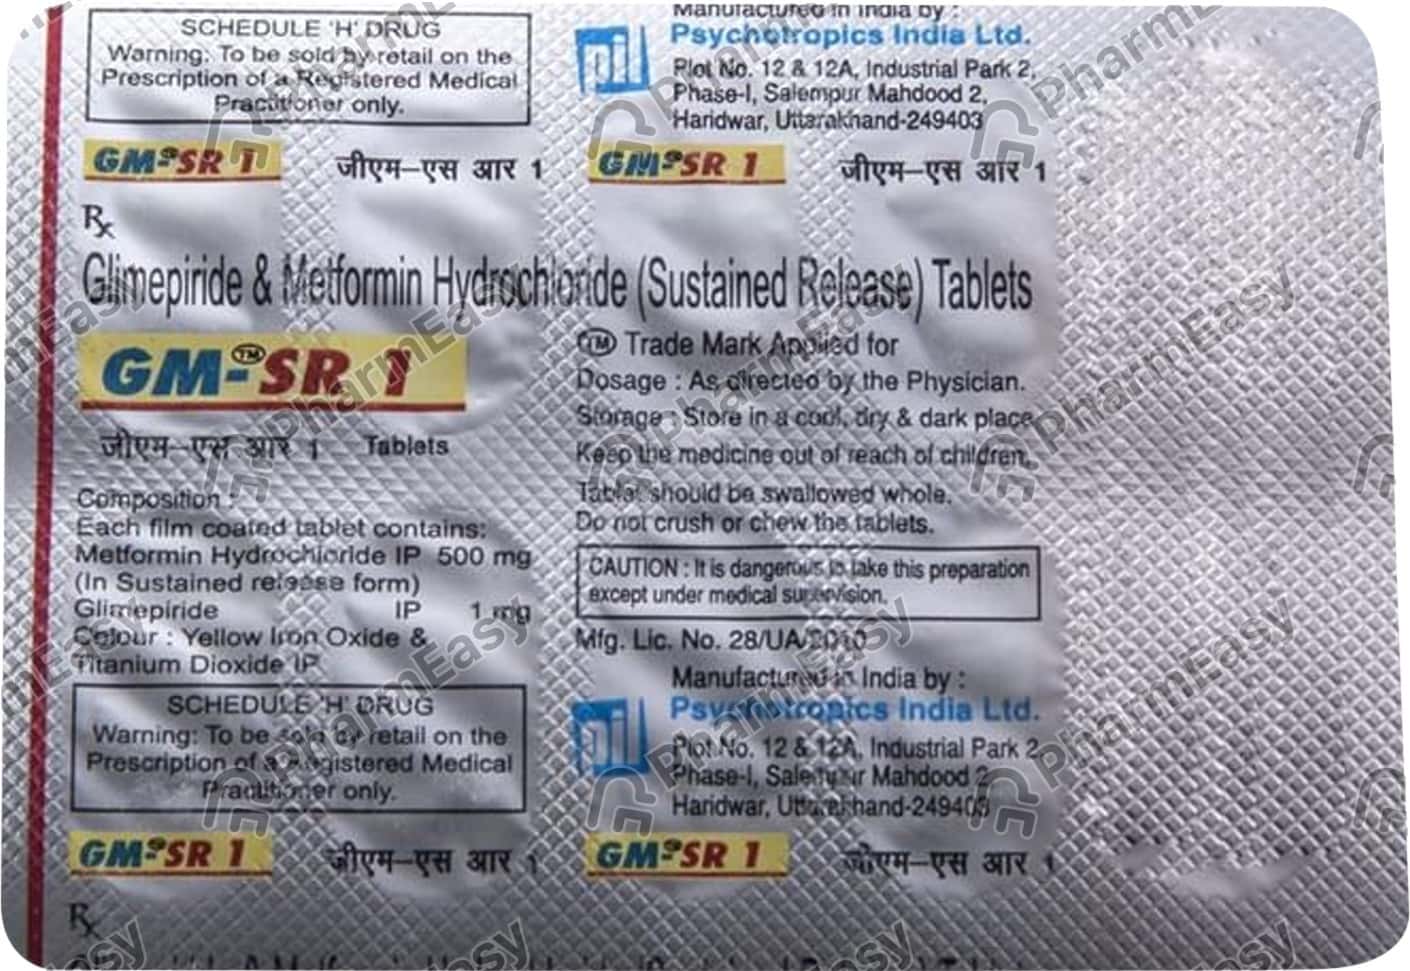 SCHEDULE 'H' DRUG
Warning: To be sold by retail on the
Prescription of a Registered Medical
Practitioner only.
Manufactured in India by :
Psychotropics India Ltd.
Plot No. 12 & 12A, Industrial Park 2,
Phase-I, Salempur Mahdood 2,
Haridwar, Uttarakhand-249403
GM-SR 1 जीएम-एस आर 1 GM-SR 1 जीएम-एस आर 1
Rx
Glimepiride & Metformin Hydrochloride (Sustained Release) Tablets
GM-TM SR 1
जीएम-एस आर 1 Tablets
Composition :
Each film coated tablet contains:
Metformin Hydrochloride IP 500 mg
(In Sustained release form)
Glimepiride IP 1 mg
Colour : Yellow Iron Oxide &
Titanium Dioxide IP
TM Trade Mark Applied for
Dosage : As directed by the Physician.
Storage : Store in a cool, dry & dark place
Keep the medicine out of reach of children.
Tablet should be swallowed whole.
Do not crush or chew the tablets.
CAUTION : It is dangerous to take this preparation
except under medical supervision.
Mfg. Lic. No. 28/UA/2010
SCHEDULE 'H' DRUG
Warning: To be sold by retail on the
Prescription of a Registered Medical
Practitioner only.
Manufactured in India by :
pil
Psychotropics India Ltd.
Plot No. 12 & 12A, Industrial Park 2
Phase-I, Salempur Mahdood 2
Haridwar, Uttarakhand-249403
GM-SR 1 जीएम-एस आर 1 GM-SR 1 जीएम-एस आर 1
Rx
PharmEasy